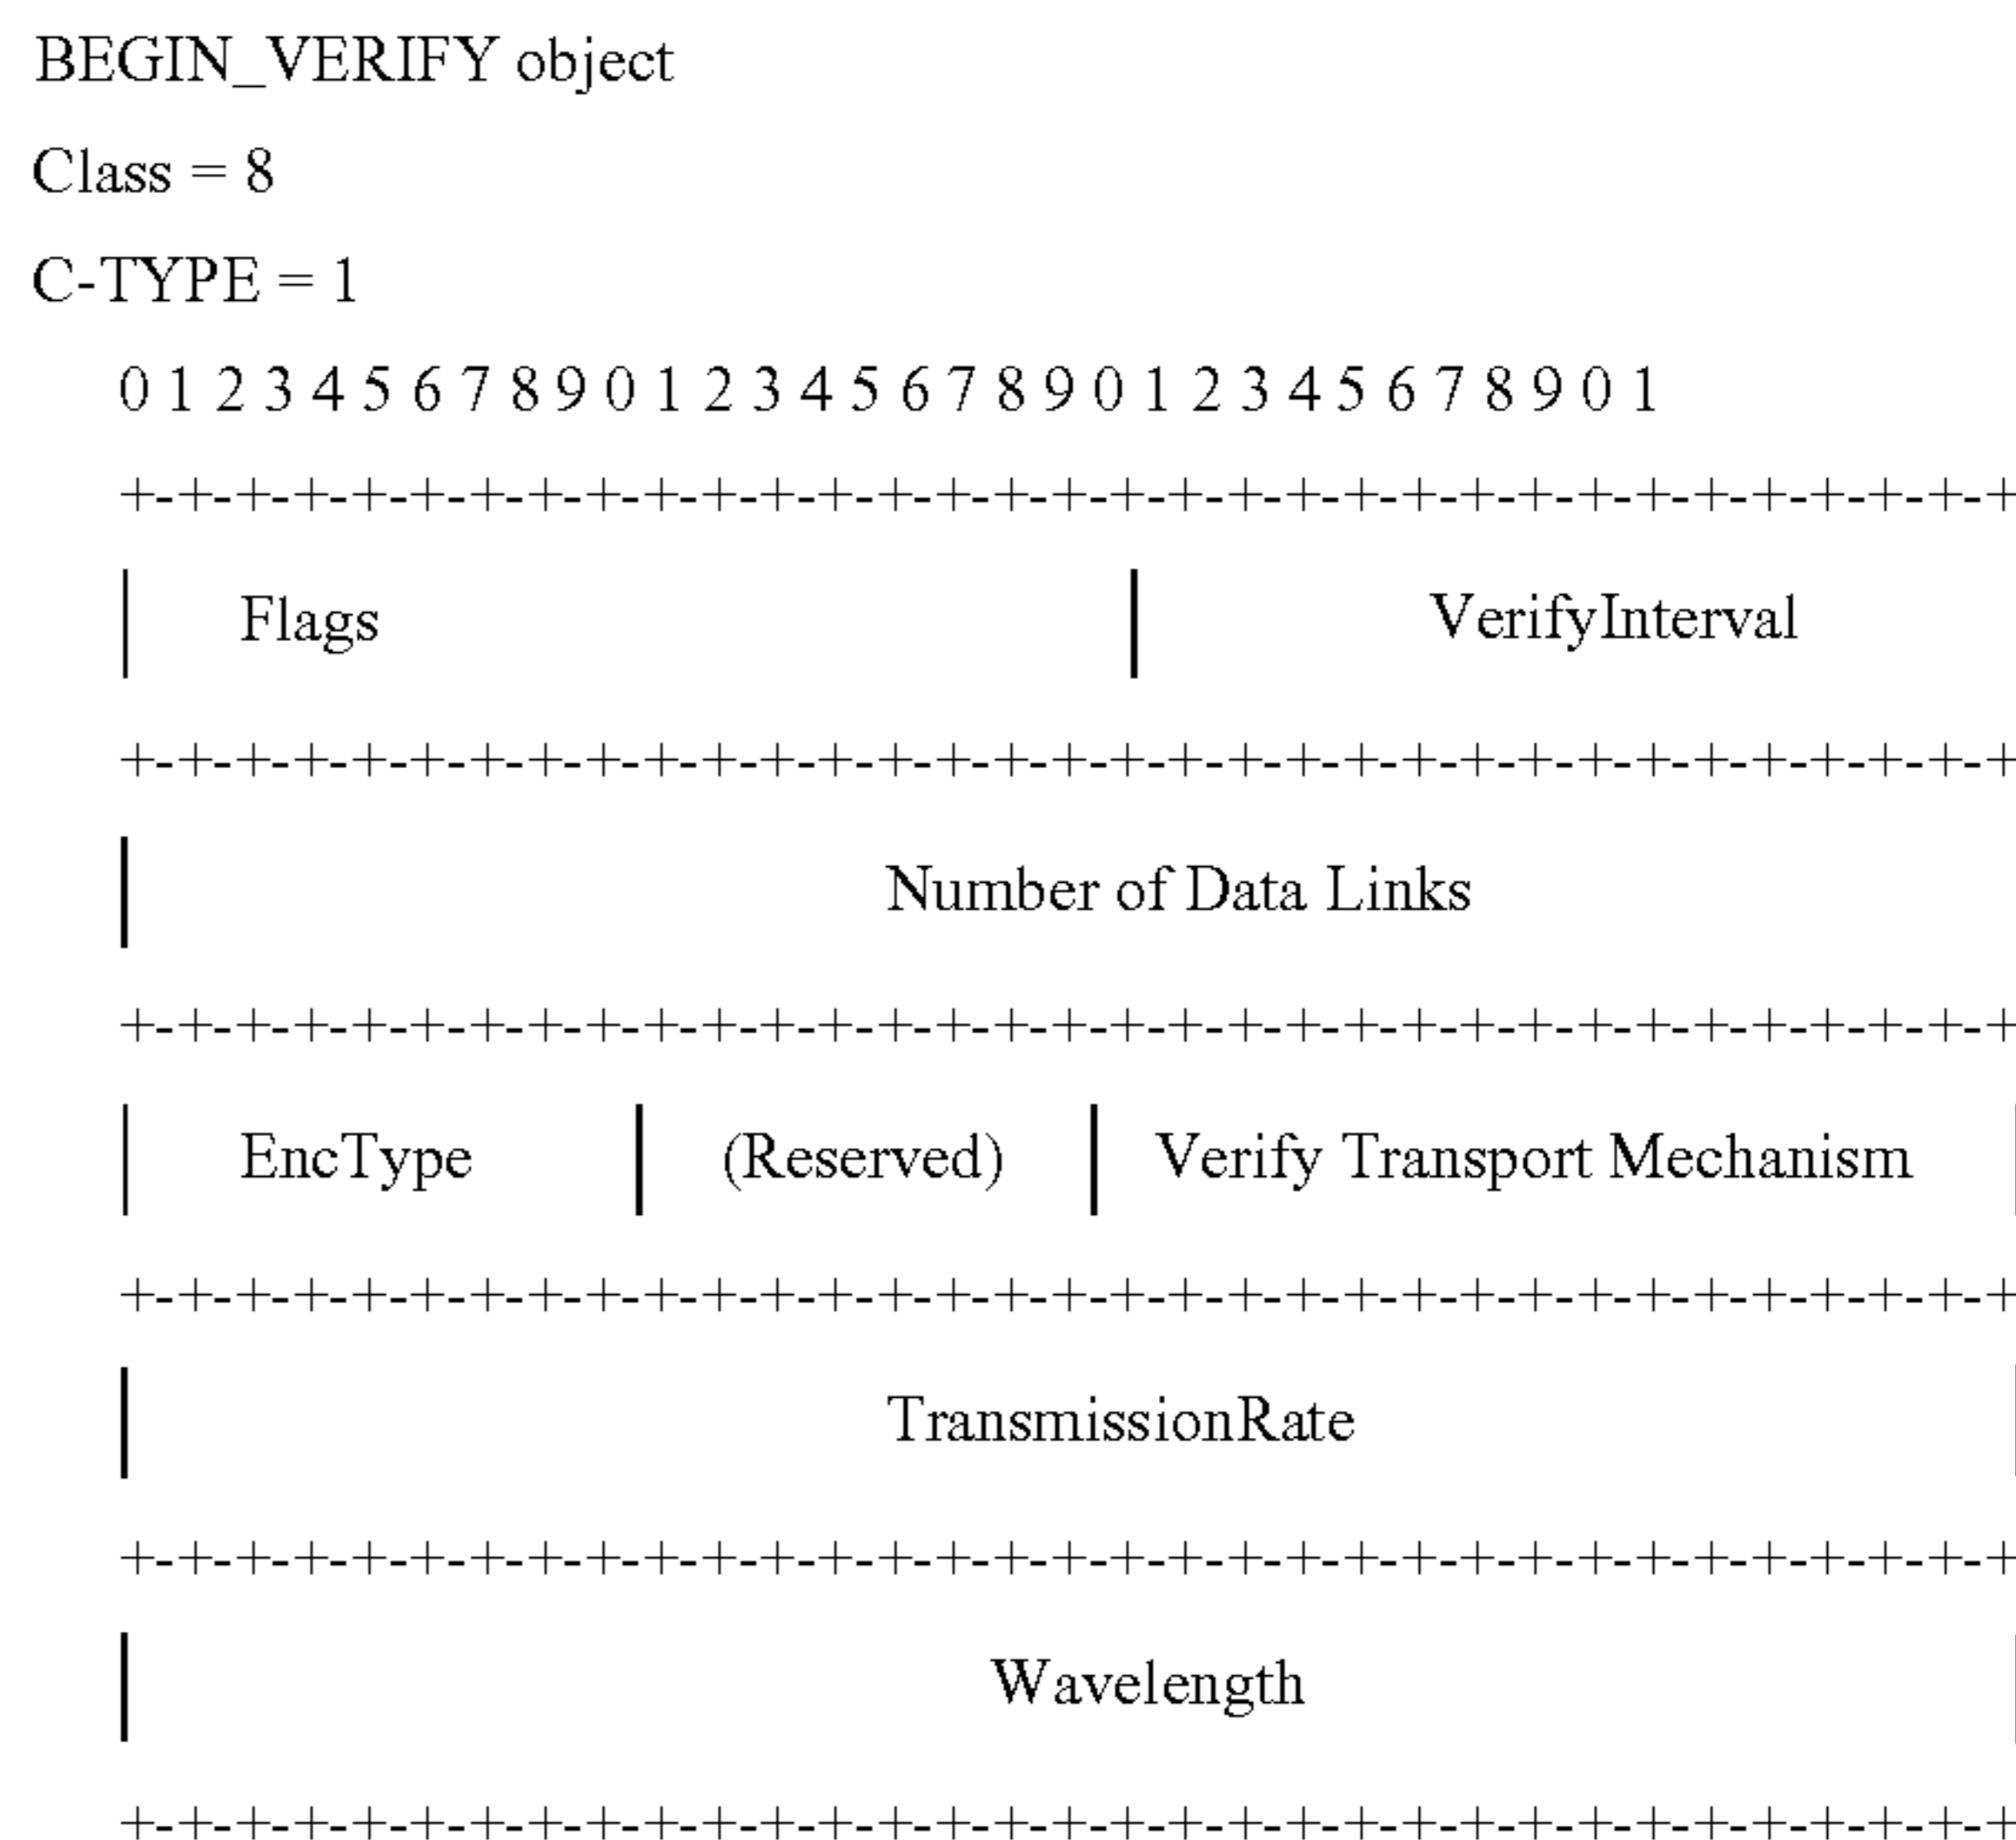 BEGIN_VERIFY object
Class = 8
C-TYPE = 1
0 1 2 3 4 5 6 7 8 9 0 1 2 3 4 5 6 7 8 9 0 1 2 3 4 5 6 7 8 9 0 1
+-+-+-+-+-+-+-+-+-+-+-+-+-+-+-+-+-+-+-+-+-+-+-+-+-+-+-+-+-+-+-+-+
| Flags | VerifyInterval
+-+-+-+-+-+-+-+-+-+-+-+-+-+-+-+-+-+-+-+-+-+-+-+-+-+-+-+-+-+-+-+-+
| Number of Data Links
+-+-+-+-+-+-+-+-+-+-+-+-+-+-+-+-+-+-+-+-+-+-+-+-+-+-+-+-+-+-+-+-+
| EncType | (Reserved) | Verify Transport Mechanism |
+-+-+-+-+-+-+-+-+-+-+-+-+-+-+-+-+-+-+-+-+-+-+-+-+-+-+-+-+-+-+-+-+
| TransmissionRate |
+-+-+-+-+-+-+-+-+-+-+-+-+-+-+-+-+-+-+-+-+-+-+-+-+-+-+-+-+-+-+-+-+
| Wavelength |
+-+-+-+-+-+-+-+-+-+-+-+-+-+-+-+-+-+-+-+-+-+-+-+-+-+-+-+-+-+-+-+-+